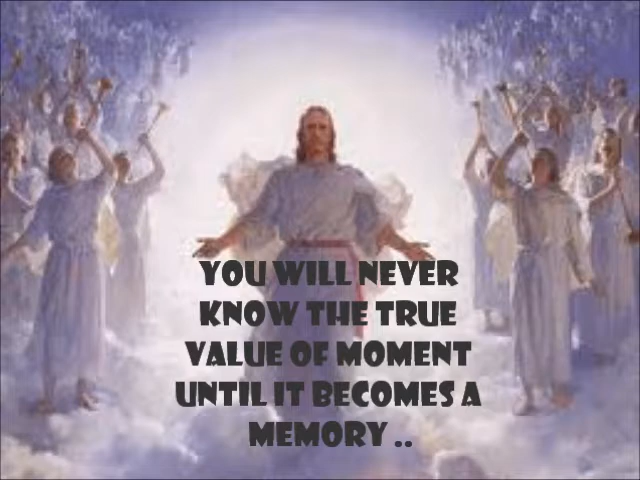 YOU WILL NEVER
KNOW THE TRUE
VALUE OF MOMENT
UNTIL IT BECOMES A
MEMORY ..